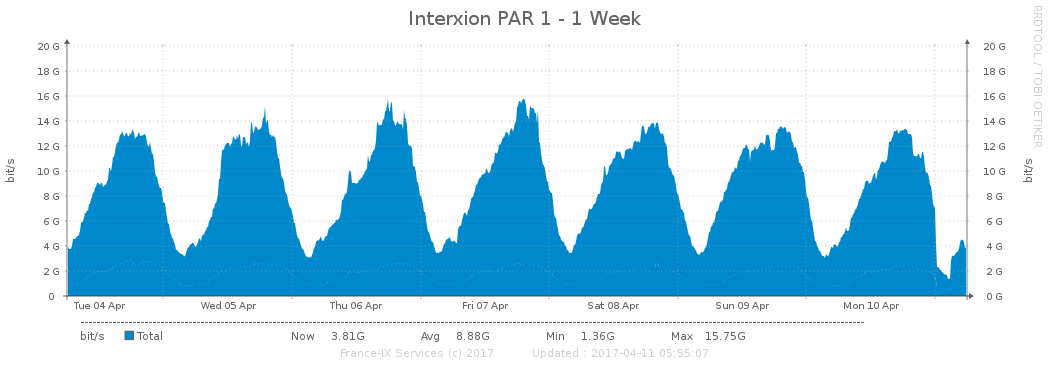 Interxion PAR 1 - 1 Week
RRDTOOL / TOBI OETIKER
20 G 20 G
18 G 18 G
16 G 16 G
14 G 14 G
12 G 12 G
10 G 10 G
8 G 8 G
6 G 6 G
4 G 4 G
2 G 2 G
0 0 G
bit/s
bit/s
Tue 04 Apr Wed 05 Apr Thu 06 Apr Fri 07 Apr Sat 08 Apr Sun 09 Apr Mon 10 Apr
bit/s Total Now 3.81G Avg 8.88G Min 1.36G Max 15.75G
France-IX Services (c) 2017 Updated : 2017-04-11 05:55:07